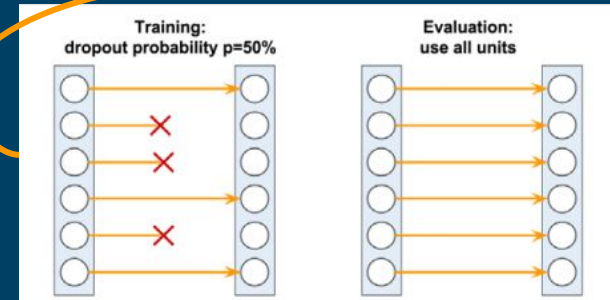 Training:
dropout probability p=50%
Evaluation:
use all units